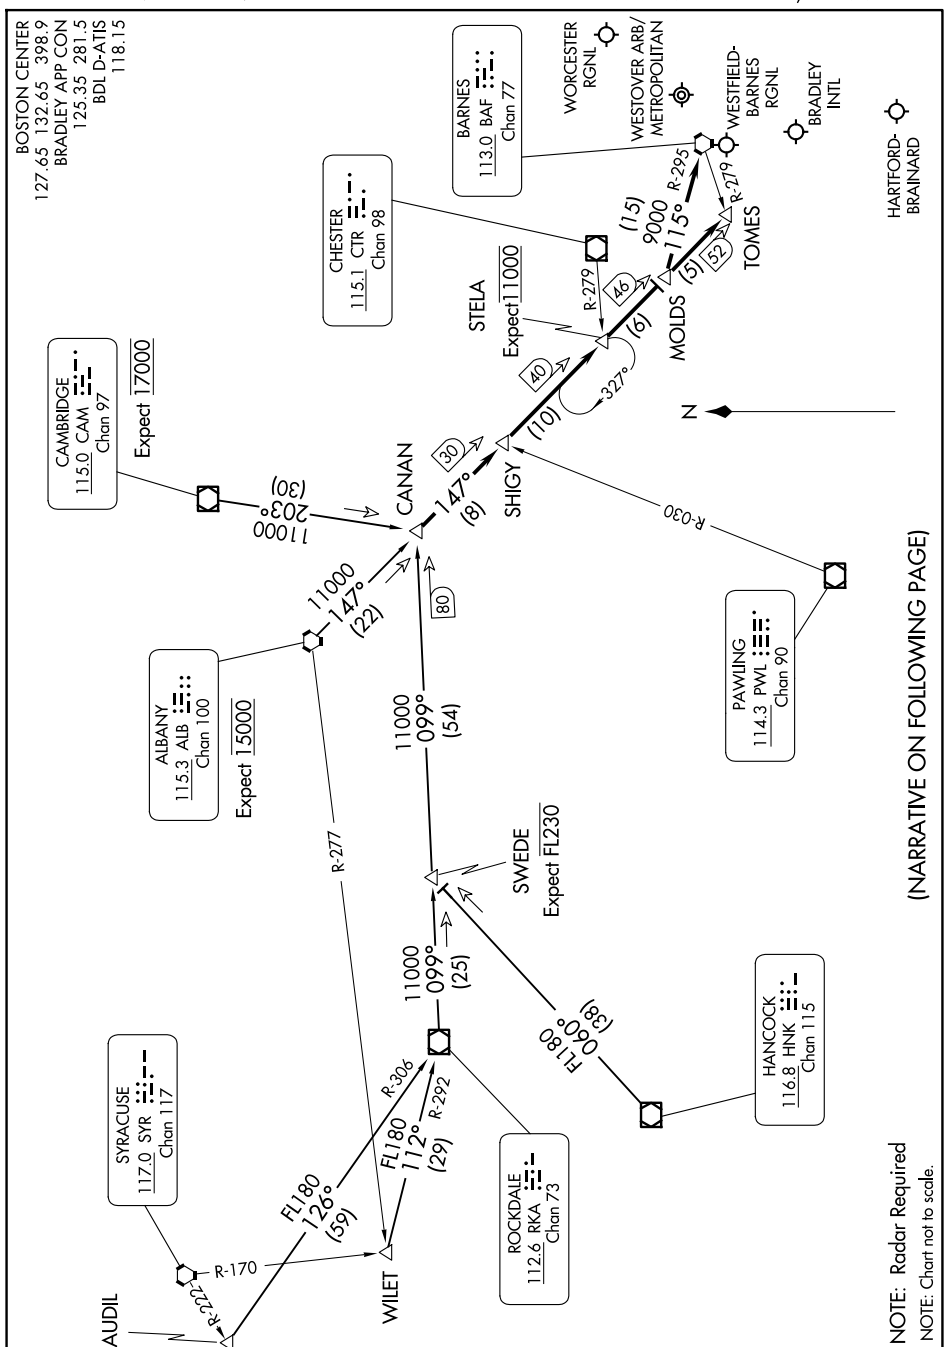 BOSTON CENTER
127.65 132.65 398.9
BRADLEY APP CON
125.35 281.5
BDL D-ATIS
118.15
CAMBRIDGE
115.0 CAM
Chan 97
Expect 17000
CHESTER
115.1 CTR
Chan 98
BARNES
113.0 BAF
Chan 77
WORCESTER
RGNL
WESTOVER ARB/
METROPOLITAN
WESTFIELD-
BARNES
RGNL
BRADLEY
INTL
HARTFORD-
BRAINARD
R-295
(15)
9000
115°
R-279
TOMES
52
(5)
MOLDS
46
(6)
R-279
STELA
Expect 11000
327°
40
(10)
SHIGY
30
147°
(8)
CANAN
11000
203°
(30)
11000
147°
(22)
80
N
R-030
PAWLING
114.3 PWL
Chan 90
ALBANY
115.3 ALB
Chan 100
Expect 15000
R-277
11000
099°
(54)
SWEDE
Expect FL230
11000
099°
(25)
FL180
060°
(38)
HANCOCK
116.8 HNK
Chan 115
SYRACUSE
117.0 SYR
Chan 117
R-306
FL180
126°
(59)
FL180
112°
(29)
R-292
ROCKDALE
112.6 RKA
Chan 73
R-170
R-222
WILET
AUDIL
(NARRATIVE ON FOLLOWING PAGE)
NOTE: Radar Required
NOTE: Chart not to scale.